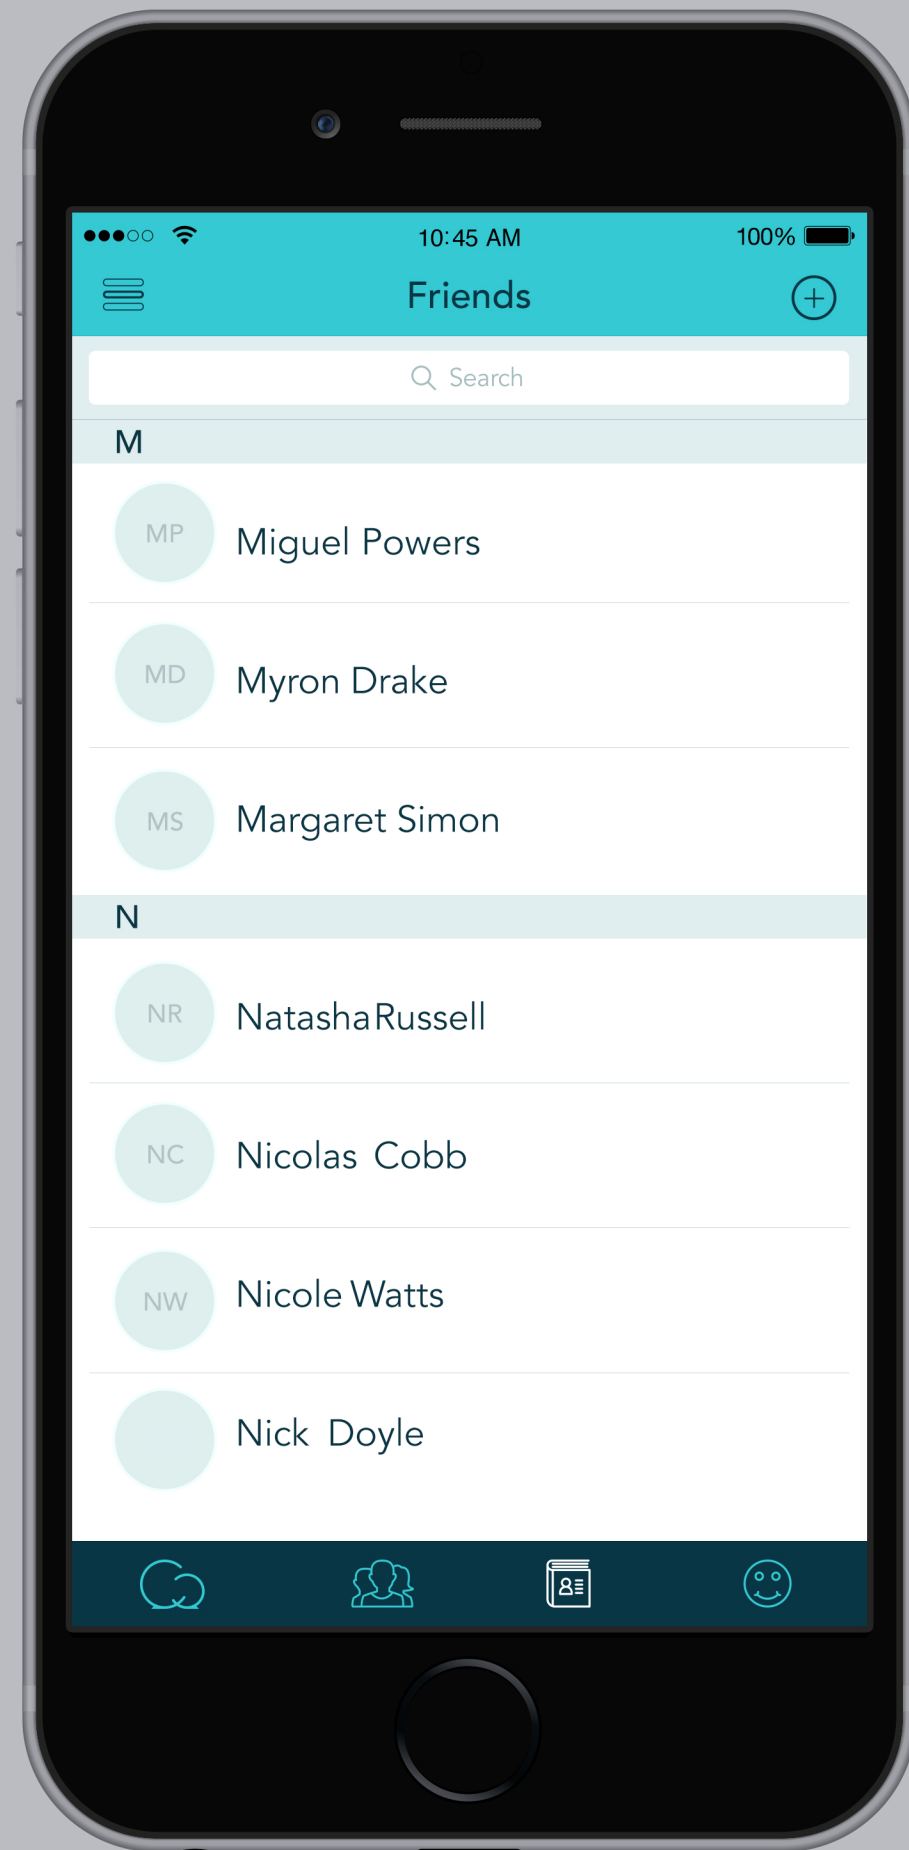 10:45 AM
100%
Friends
Search
M
MP
Miguel Powers
MD
Myron Drake
MS
Margaret Simon
N
NR
Natasha Russell
NC
Nicolas Cobb
NW
Nicole Watts
Nick Doyle